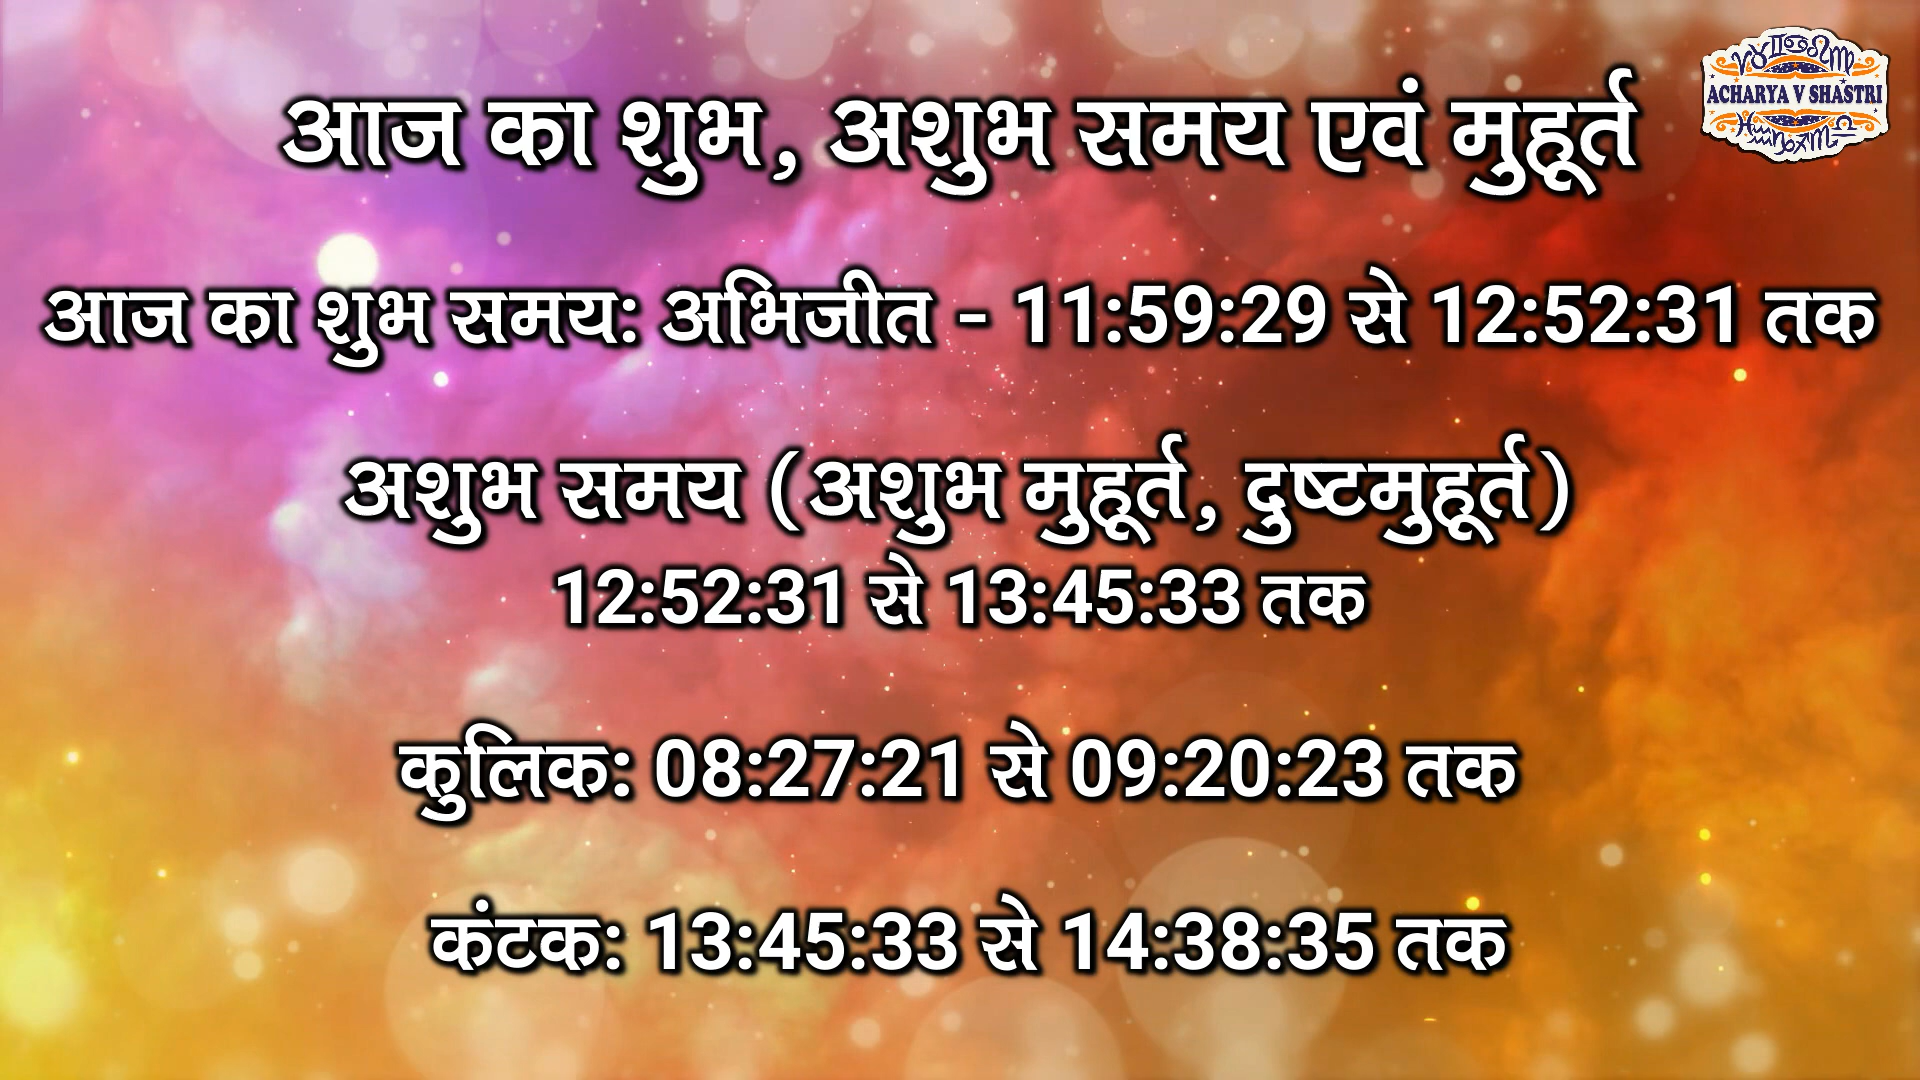 आज का शुभ, अशुभ समय एवं मुहूर्त
ACHARYA V SHASTRI
आज का शुभ समय: अभिजीत - 11:59:29 से 12:52:31 तक
अशुभ समय (अशुभ मुहूर्त, दुष्टमुहूर्त)
12:52:31 से 13:45:33 तक
कुलिक: 08:27:21 से 09:20:23 तक
कंटक: 13:45:33 से 14:38:35 तक